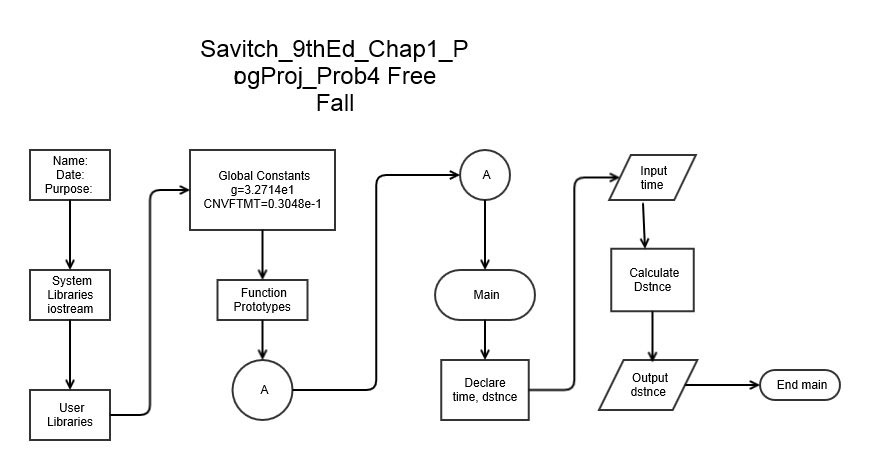 Savitch_9thEd_Chap1_P
ogProj_Prob4 Free
Fall
Name:
Date:
Purpose:
System
Libraries
iostream
User
Libraries
Global Constants
g=3.2714e1
CNVFTMT=0.3048e-1
Function
Prototypes
A
A
Main
Declare
time, dstnce
Input
time
Calculate
Dstnce
Output
dstnce
End main